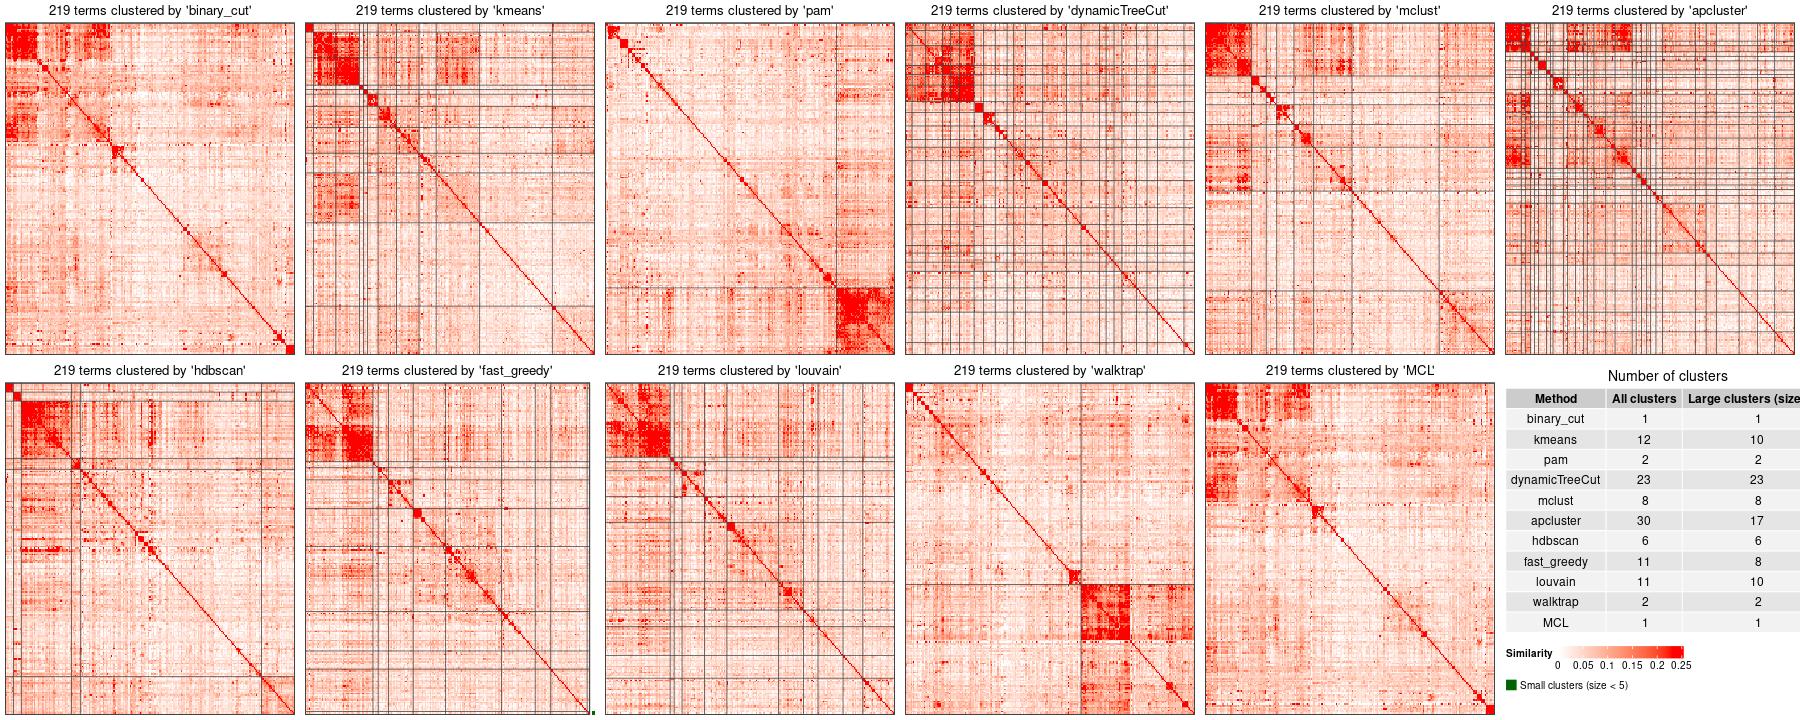 219 terms clustered by 'binary_cut'
219 terms clustered by 'kmeans'
219 terms clustered by 'pam'
219 terms clustered by 'dynamicTreeCut'
219 terms clustered by 'mclust'
219 terms clustered by 'apcluster'
219 terms clustered by 'hdbscan'
219 terms clustered by 'fast_greedy'
219 terms clustered by 'louvain'
219 terms clustered by 'walktrap'
219 terms clustered by 'MCL'
Number of clusters
Method All clusters Large clusters (size
binary_cut 1 1
kmeans 12 10
pam 2 2
dynamicTreeCut 23 23
mclust 8 8
apcluster 30 17
hdbscan 6 6
fast_greedy 11 8
louvain 11 10
walktrap 2 2
MCL 1 1
Similarity
0 0.05 0.1 0.15 0.2 0.25
Small clusters (size < 5)